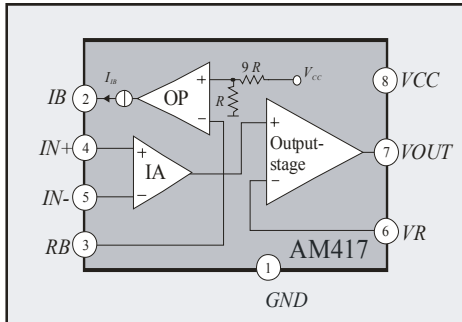 9 R
V_CC
I_IB
R
8 VCC
IB 2
OP
IN+ 4
IA
Output-
stage
7 VOUT
IN- 5
RB 3
6 VR
AM417
1
GND
+
−
+
−
+
−